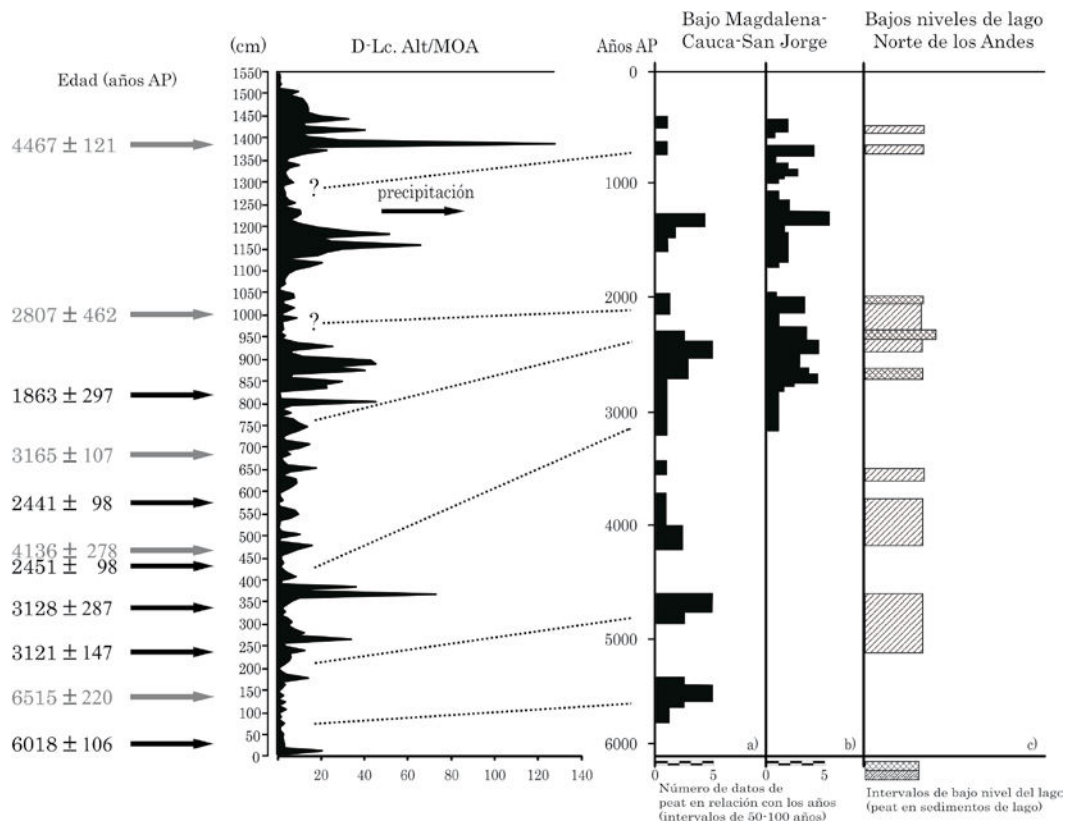 Bajo Magdalena-
Cauca-San Jorge
Bajos niveles de lago
Norte de los Andes
(cm)
D-Lc. Alt/MOA
Años AP
Edad (años AP)
4467 ± 121
2807 ± 462
1863 ± 297
3165 ± 107
2441 ± 98
4136 ± 278
2451 ± 98
3128 ± 287
3121 ± 147
6515 ± 220
6018 ± 106
1550
1500
1450
1400
1350
1300
1250
1200
1150
1100
1050
1000
950
900
850
800
750
700
650
600
550
500
450
400
350
300
250
200
150
100
50
0
?
precipitación
?
20
40
60
80
100
120
140
0
1000
2000
3000
4000
5000
6000
a)
b)
c)
0
5
0
5
Número de datos de
peat en relación con los años
(intervalos de 50-100 años)
Intervalos de bajo nivel del lago
(peat en sedimentos de lago)